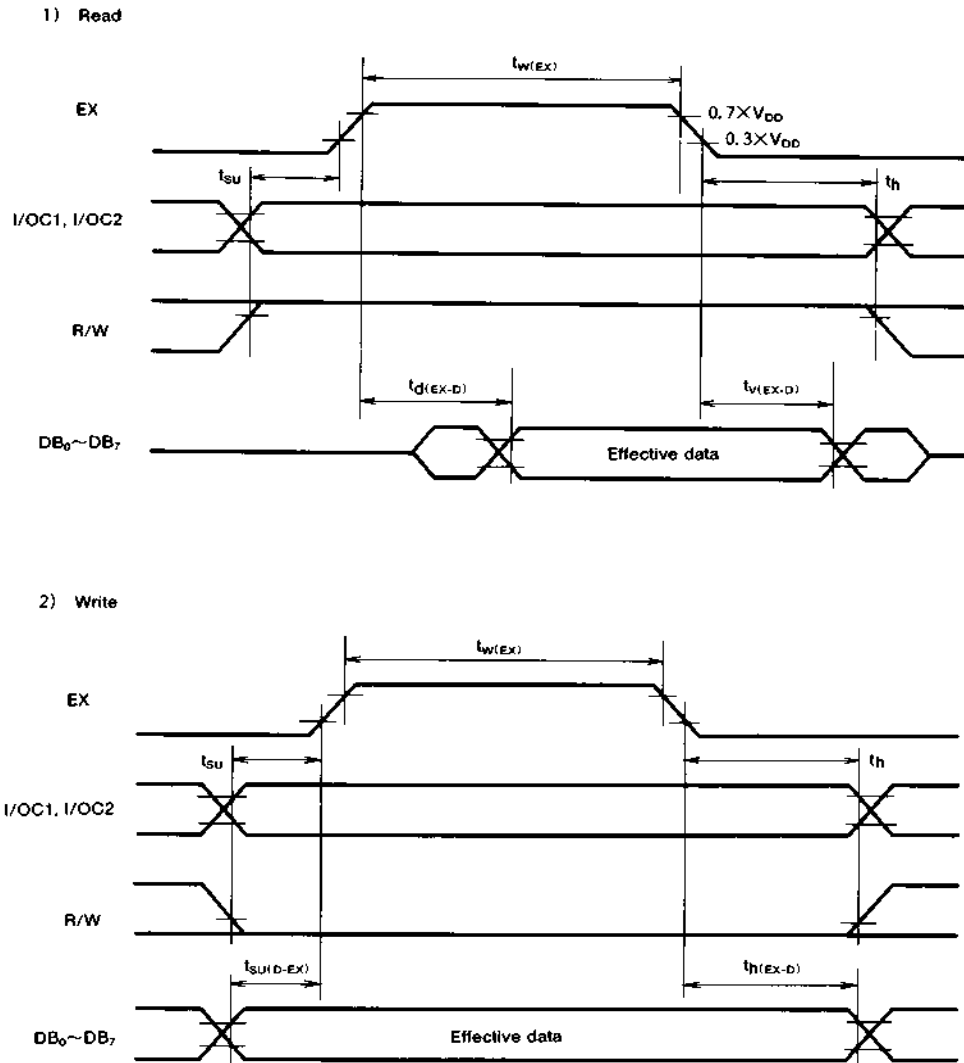 1) Read
tW(EX)
EX
0.7×VDD
0.3×VDD
tSU
th
I/OC1, I/OC2
R/W
td(EX-D)
tV(EX-D)
DB0~DB7
Effective data
2) Write
tW(EX)
EX
tSU
th
I/OC1, I/OC2
R/W
tSU(D-EX)
th(EX-D)
DB0~DB7
Effective data